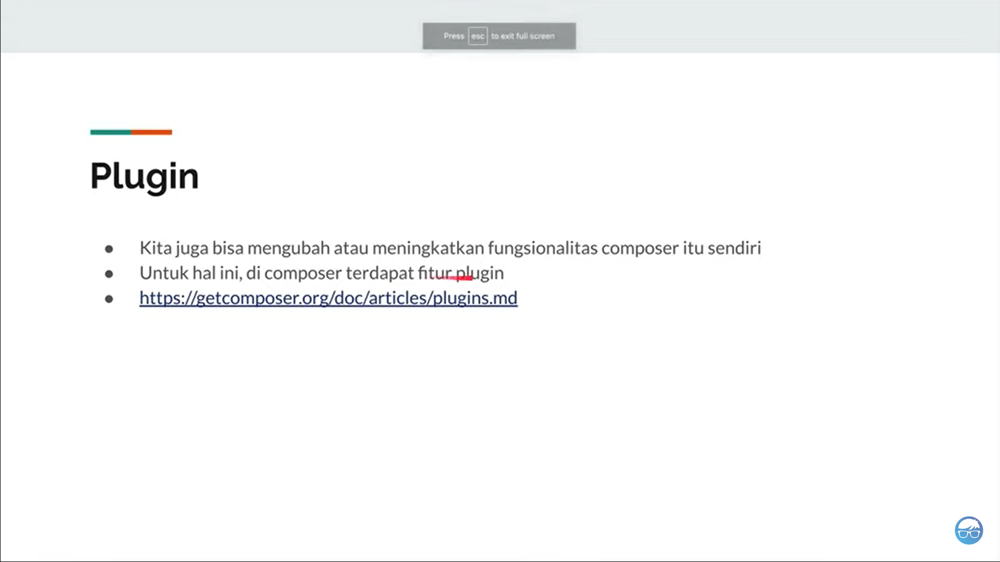 Press esc to exit full screen
Plugin
● Kita juga bisa mengubah atau meningkatkan fungsionalitas composer itu sendiri
● Untuk hal ini, di composer terdapat fitur plugin
● https://getcomposer.org/doc/articles/plugins.md